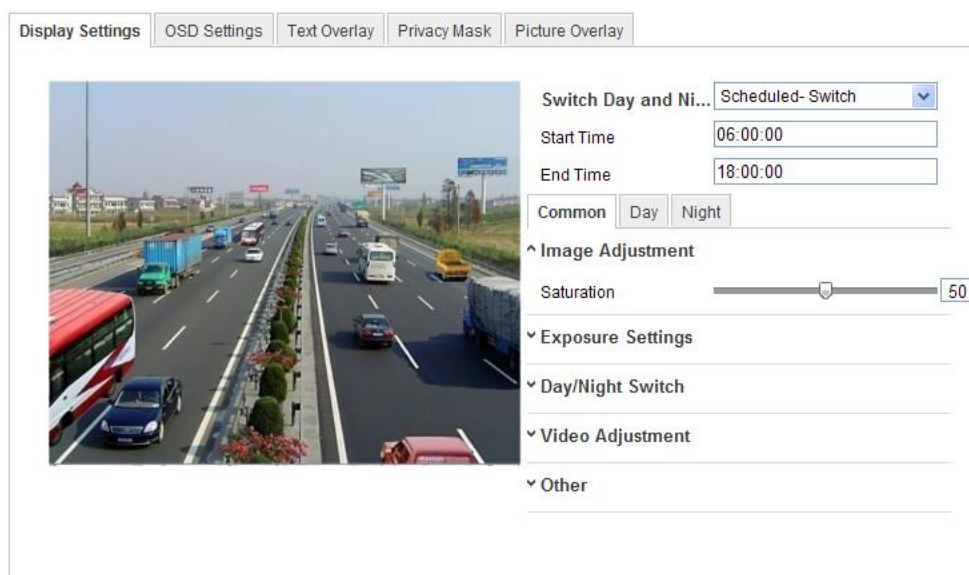 Display Settings OSD Settings Text Overlay Privacy Mask Picture Overlay
Switch Day and Ni... Scheduled- Switch
Start Time 06:00:00
End Time 18:00:00
Common Day Night
Image Adjustment
Saturation 50
Exposure Settings
Day/Night Switch
Video Adjustment
Other